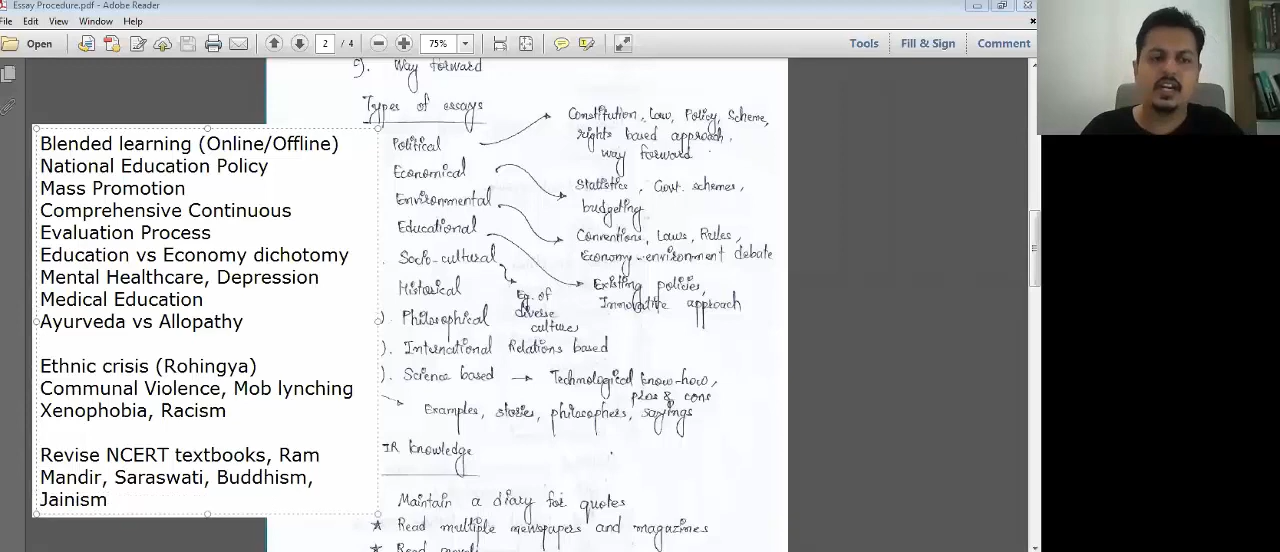 Essay Procedure.pdf - Adobe Reader
File Edit View Window Help
Open
2 / 4
75%
Tools Fill & Sign Comment
5). Way forward
Types of essays
Political
Constitution, Law, Policy, Scheme,
rights based approach,
way forward
Economical
Statistics, Govt. schemes,
budgeting
Environmental
Conventions, Laws, Rules,
Economy-environment debate
Educational
Existing policies,
Innovative approach
Socio-cultural
Eg. of
diverse
cultures
Historical
). Philosophical
). International Relations based
). Science based → Technological know-how,
pros & cons
Examples, stories, philosophers, sayings
IR knowledge
Maintain a diary for quotes
★ Read multiple newspapers and magazines
★ Read novels
Blended learning (Online/Offline)
National Education Policy
Mass Promotion
Comprehensive Continuous
Evaluation Process
Education vs Economy dichotomy
Mental Healthcare, Depression
Medical Education
Ayurveda vs Allopathy
Ethnic crisis (Rohingya)
Communal Violence, Mob lynching
Xenophobia, Racism
Revise NCERT textbooks, Ram
Mandir, Saraswati, Buddhism,
Jainism